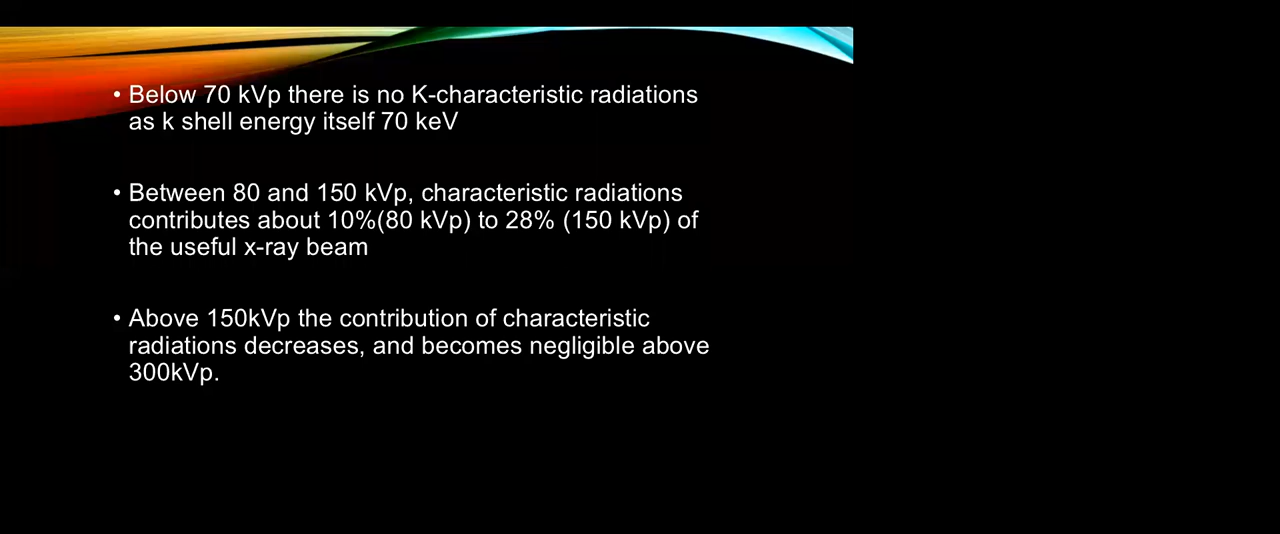 • Below 70 kVp there is no K-characteristic radiations
as k shell energy itself 70 keV
• Between 80 and 150 kVp, characteristic radiations
contributes about 10%(80 kVp) to 28% (150 kVp) of
the useful x-ray beam
• Above 150kVp the contribution of characteristic
radiations decreases, and becomes negligible above
300kVp.